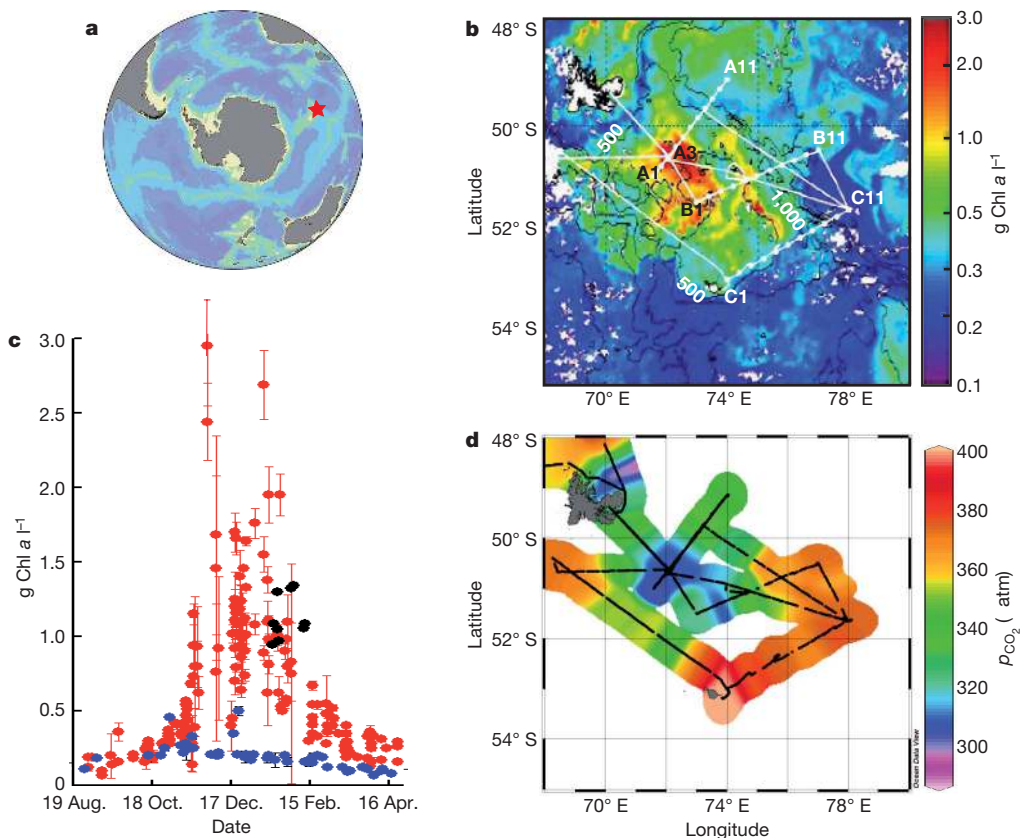 a
b
48° S
50° S
52° S
54° S
Latitude
70° E
74° E
78° E
A11
B11
A3
A1
B1
C11
C1
500
1,000
500
3.0
2.0
1.0
0.5
0.3
0.2
0.1
g Chl a l⁻¹
c
3.0
2.5
2.0
1.5
1.0
0.5
0
g Chl a l⁻¹
19 Aug.
18 Oct.
17 Dec.
15 Feb.
16 Apr.
Date
d
48° S
50° S
52° S
54° S
Latitude
70° E
74° E
78° E
Longitude
Ocean Data View
400
380
360
340
320
300
pCO₂ ( atm)